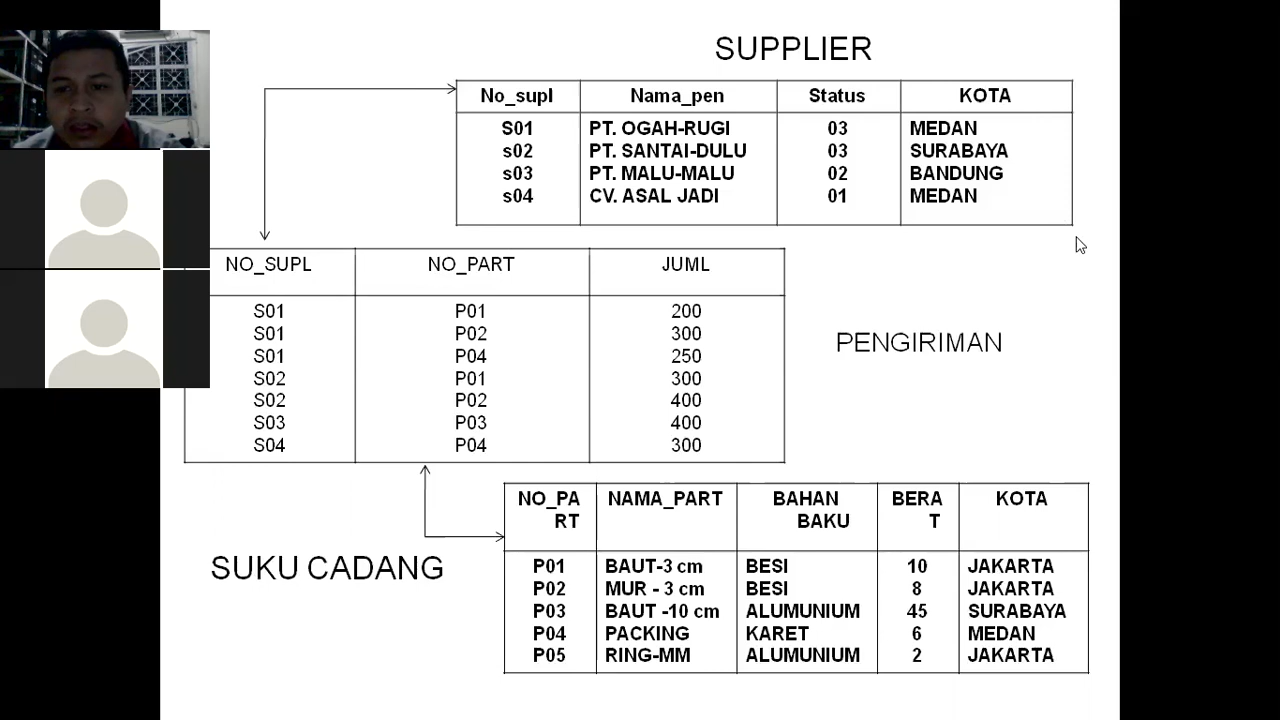 SUPPLIER
No_supl Nama_pen Status KOTA
S01 PT. OGAH-RUGI 03 MEDAN
s02 PT. SANTAI-DULU 03 SURABAYA
s03 PT. MALU-MALU 02 BANDUNG
s04 CV. ASAL JADI 01 MEDAN
NO_SUPL NO_PART JUML
S01 P01 200
S01 P02 300
S01 P04 250
S02 P01 300
S02 P02 400
S03 P03 400
S04 P04 300
PENGIRIMAN
SUKU CADANG
NO_PA NAMA_PART BAHAN BERA KOTA
RT BAKU T
P01 BAUT-3 cm BESI 10 JAKARTA
P02 MUR - 3 cm BESI 8 JAKARTA
P03 BAUT -10 cm ALUMUNIUM 45 SURABAYA
P04 PACKING KARET 6 MEDAN
P05 RING-MM ALUMUNIUM 2 JAKARTA